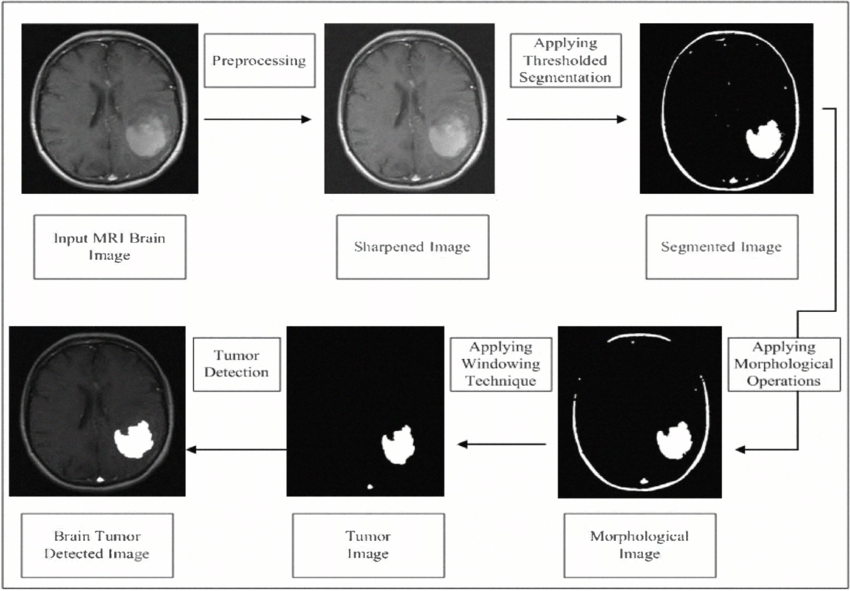 Preprocessing
Applying
Thresholded
Segmentation
Input MRI Brain
Image
Sharpened Image
Segmented Image
Tumor
Detection
Applying
Windowing
Technique
Applying
Morphological
Operations
Brain Tumor
Detected Image
Tumor
Image
Morphological
Image